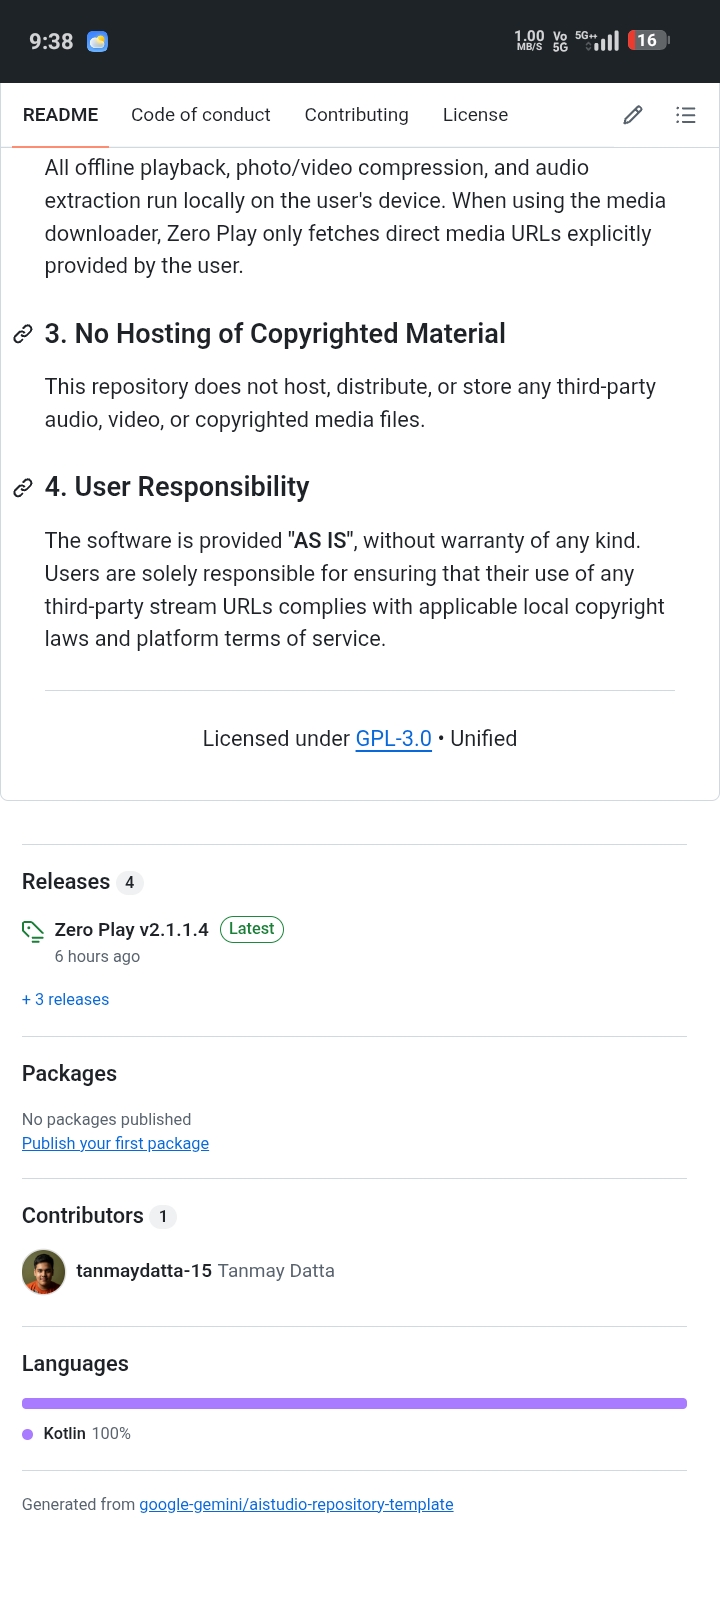 9:38
1.00 MB/S Vo 5G 5G++ 16
README Code of conduct Contributing License
All offline playback, photo/video compression, and audio
extraction run locally on the user's device. When using the media
downloader, Zero Play only fetches direct media URLs explicitly
provided by the user.
3. No Hosting of Copyrighted Material
This repository does not host, distribute, or store any third-party
audio, video, or copyrighted media files.
4. User Responsibility
The software is provided "AS IS", without warranty of any kind.
Users are solely responsible for ensuring that their use of any
third-party stream URLs complies with applicable local copyright
laws and platform terms of service.
Licensed under GPL-3.0 • Unified
Releases 4
Zero Play v2.1.1.4 Latest
6 hours ago
+ 3 releases
Packages
No packages published
Publish your first package
Contributors 1
tanmaydatta-15 Tanmay Datta
Languages
Kotlin 100%
Generated from google-gemini/aistudio-repository-template